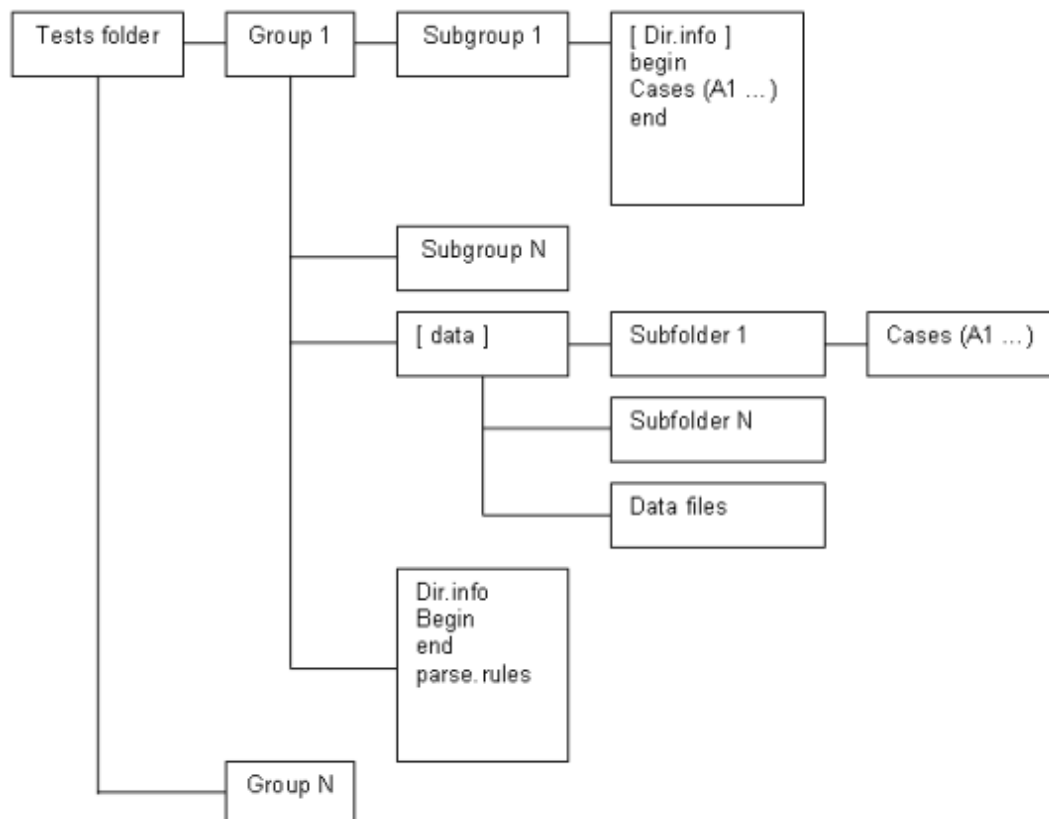 Tests folder
Group 1
Subgroup 1
[ Dir.info ]
begin
Cases (A1 ...)
end
Subgroup N
[ data ]
Subfolder 1
Cases (A1 ...)
Subfolder N
Data files
Dir.info
Begin
end
parse.rules
Group N